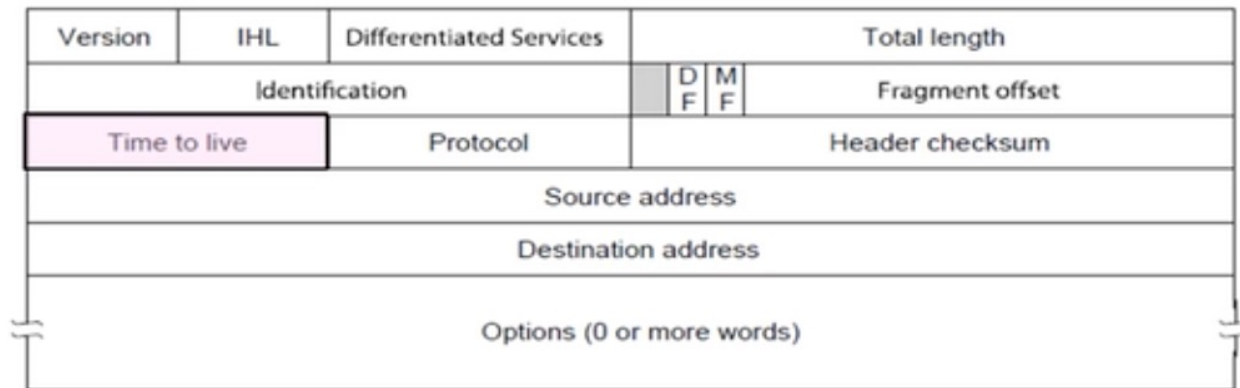 Version IHL Differentiated Services Total length
Identification D F M F Fragment offset
Time to live Protocol Header checksum
Source address
Destination address
Options (0 or more words)